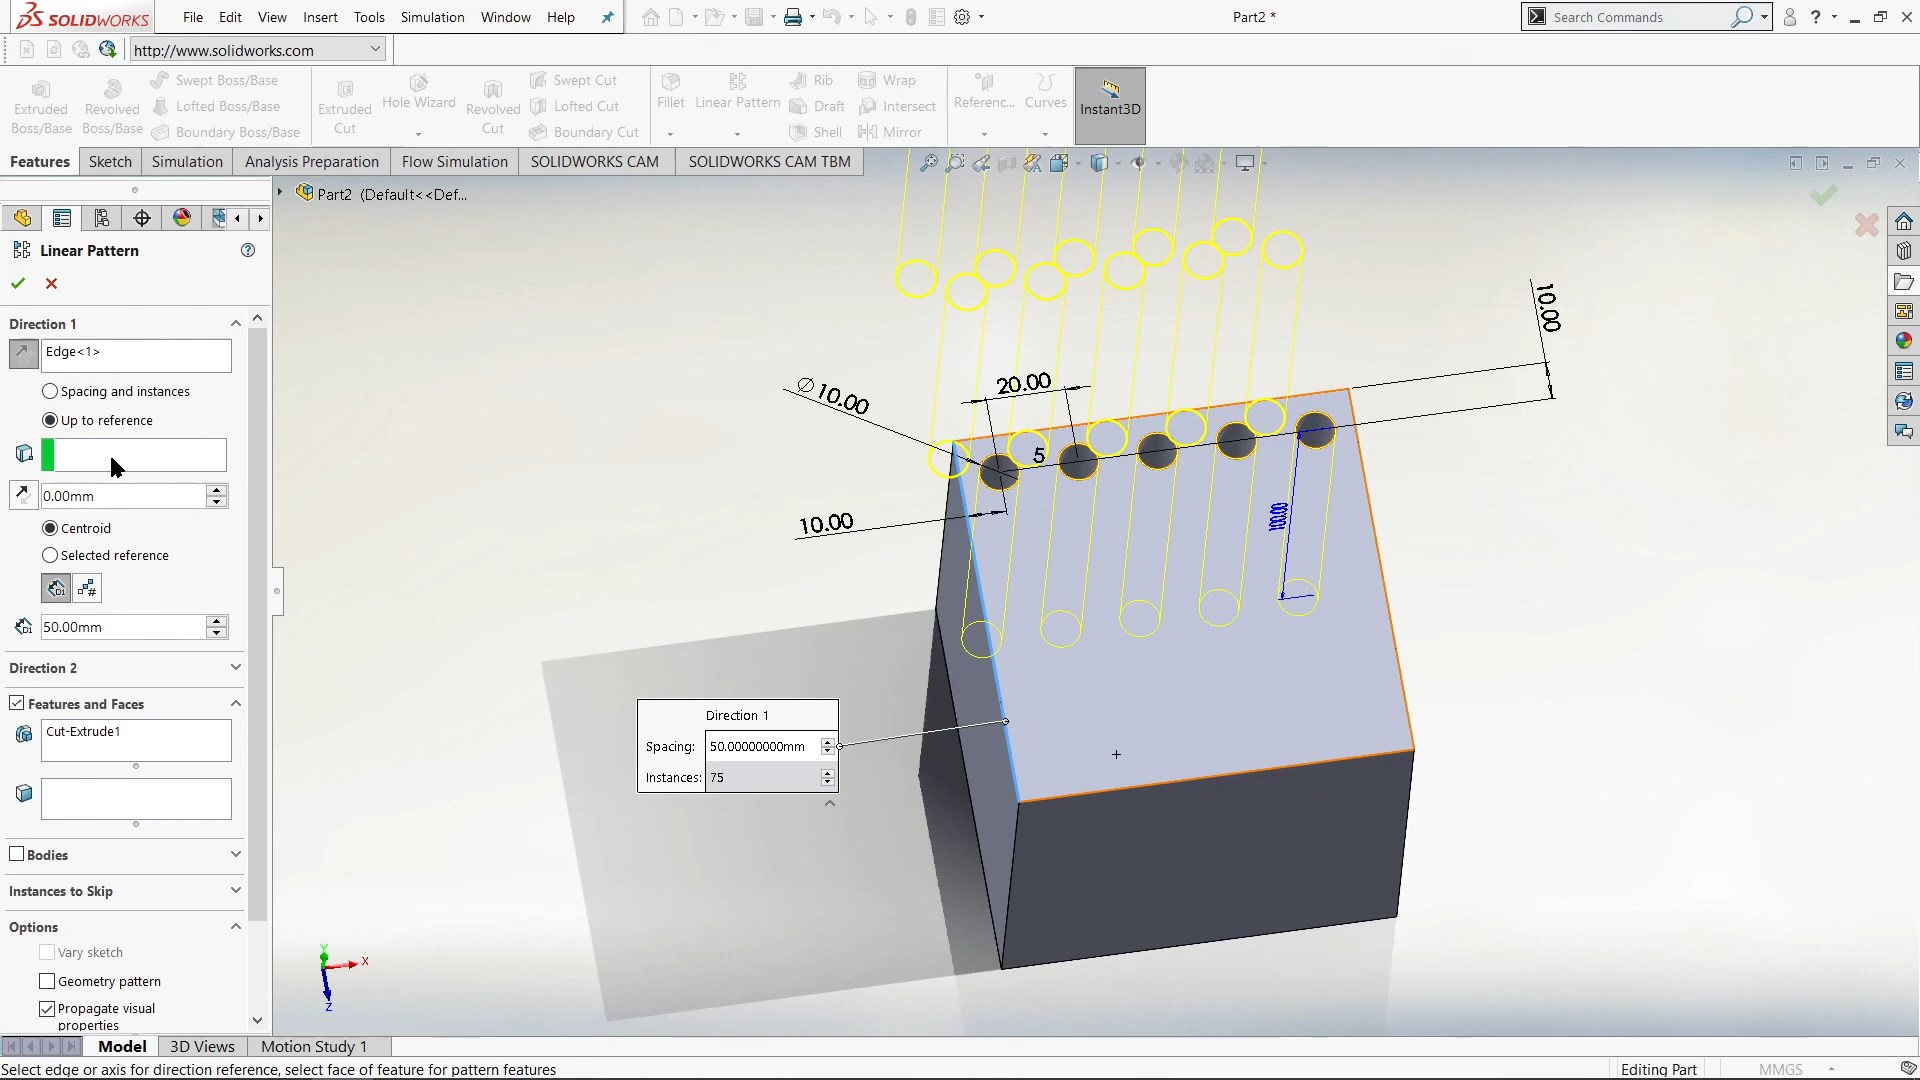 SOLIDWORKS File Edit View Insert Tools Simulation Window Help Part2 * Search Commands ?
http://www.solidworks.com
Extruded Boss/Base
Revolved Boss/Base
Swept Boss/Base
Lofted Boss/Base
Boundary Boss/Base
Extruded Cut
Hole Wizard
Revolved Cut
Swept Cut
Lofted Cut
Boundary Cut
Fillet
Linear Pattern
Rib
Draft
Shell
Wrap
Intersect
Mirror
Referenc...
Curves
Instant3D
Features Sketch Simulation Analysis Preparation Flow Simulation SOLIDWORKS CAM SOLIDWORKS CAM TBM
Part2 (Default<<Def...
Linear Pattern
Direction 1
Edge<1>
Spacing and instances
Up to reference
0.00mm
Centroid
Selected reference
50.00mm
Direction 2
Features and Faces
Cut-Extrude1
Bodies
Instances to Skip
Options
Vary sketch
Geometry pattern
Propagate visual
properties
10.00
20.00
∅ 10.00
5
10.00
100.00
Direction 1
Spacing: 50.00000000mm
Instances: 75
Y
X
Z
Model 3D Views Motion Study 1
Select edge or axis for direction reference, select face of feature for pattern features Editing Part MMGS